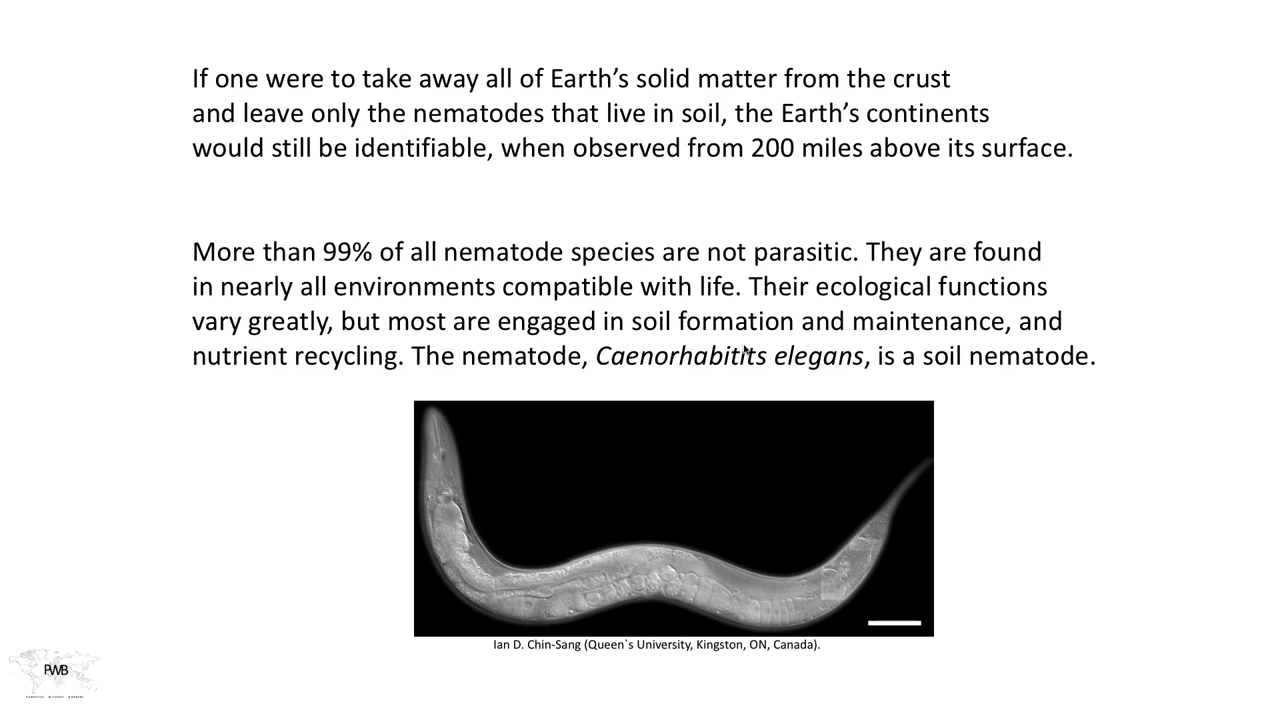 If one were to take away all of Earth’s solid matter from the crust
and leave only the nematodes that live in soil, the Earth’s continents
would still be identifiable, when observed from 200 miles above its surface.
More than 99% of all nematode species are not parasitic. They are found
in nearly all environments compatible with life. Their ecological functions
vary greatly, but most are engaged in soil formation and maintenance, and
nutrient recycling. The nematode, Caenorhabitits elegans, is a soil nematode.
Ian D. Chin-Sang (Queen`s University, Kingston, ON, Canada).
PWB
PARASITES WITHOUT BORDERS